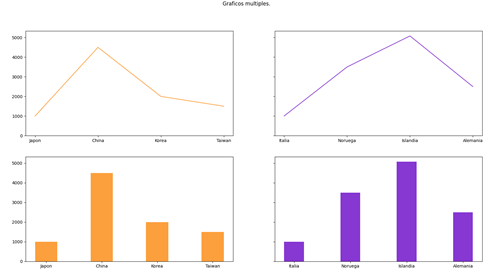 Graficos multiples.
5000
4000
3000
2000
1000
0
Japon China Korea Taiwan
Italia Noruega Islandia Alemania
5000
4000
3000
2000
1000
0
Japon China Korea Taiwan
Italia Noruega Islandia Alemania